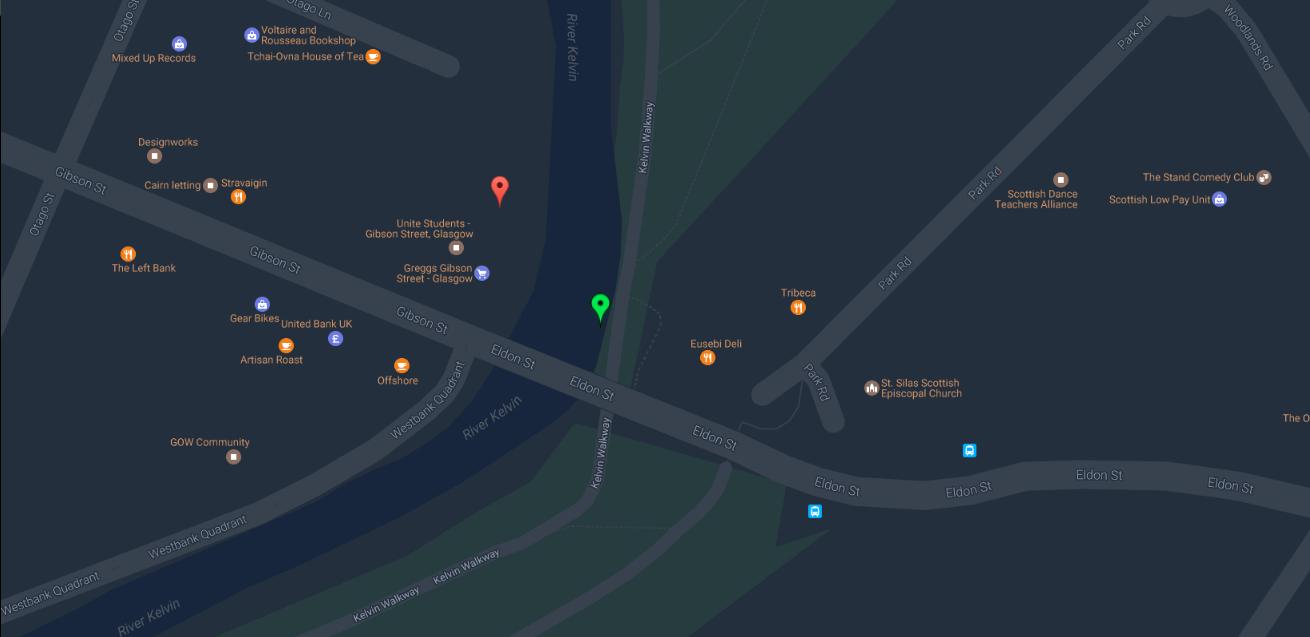 Otago St
Otago Ln
Voltaire and
Rousseau Bookshop
Mixed Up Records
Tchai-Ovna House of Tea
River Kelvin
Park Rd
Woodlands Rd
Kelvin Walkway
Designworks
Gibson St
Cairn letting
Stravaigin
Otago St
Park Rd
Scottish Dance
Teachers Alliance
The Stand Comedy Club
Scottish Low Pay Unit
Unite Students -
Gibson Street, Glasgow
Gibson St
The Left Bank
Greggs Gibson
Street - Glasgow
Park Rd
Tribeca
Gear Bikes
United Bank UK
Gibson St
Artisan Roast
Offshore
Eldon St
Eusebi Deli
Eldon St
Park Rd
St. Silas Scottish
Episcopal Church
Westbank Quadrant
River Kelvin
The O
GOW Community
Kelvin Walkway
Eldon St
Eldon St
Eldon St
Eldon St
Eldon St
Westbank Quadrant
Kelvin Walkway
Westbank Quadrant
Kelvin Walkway
River Kelvin